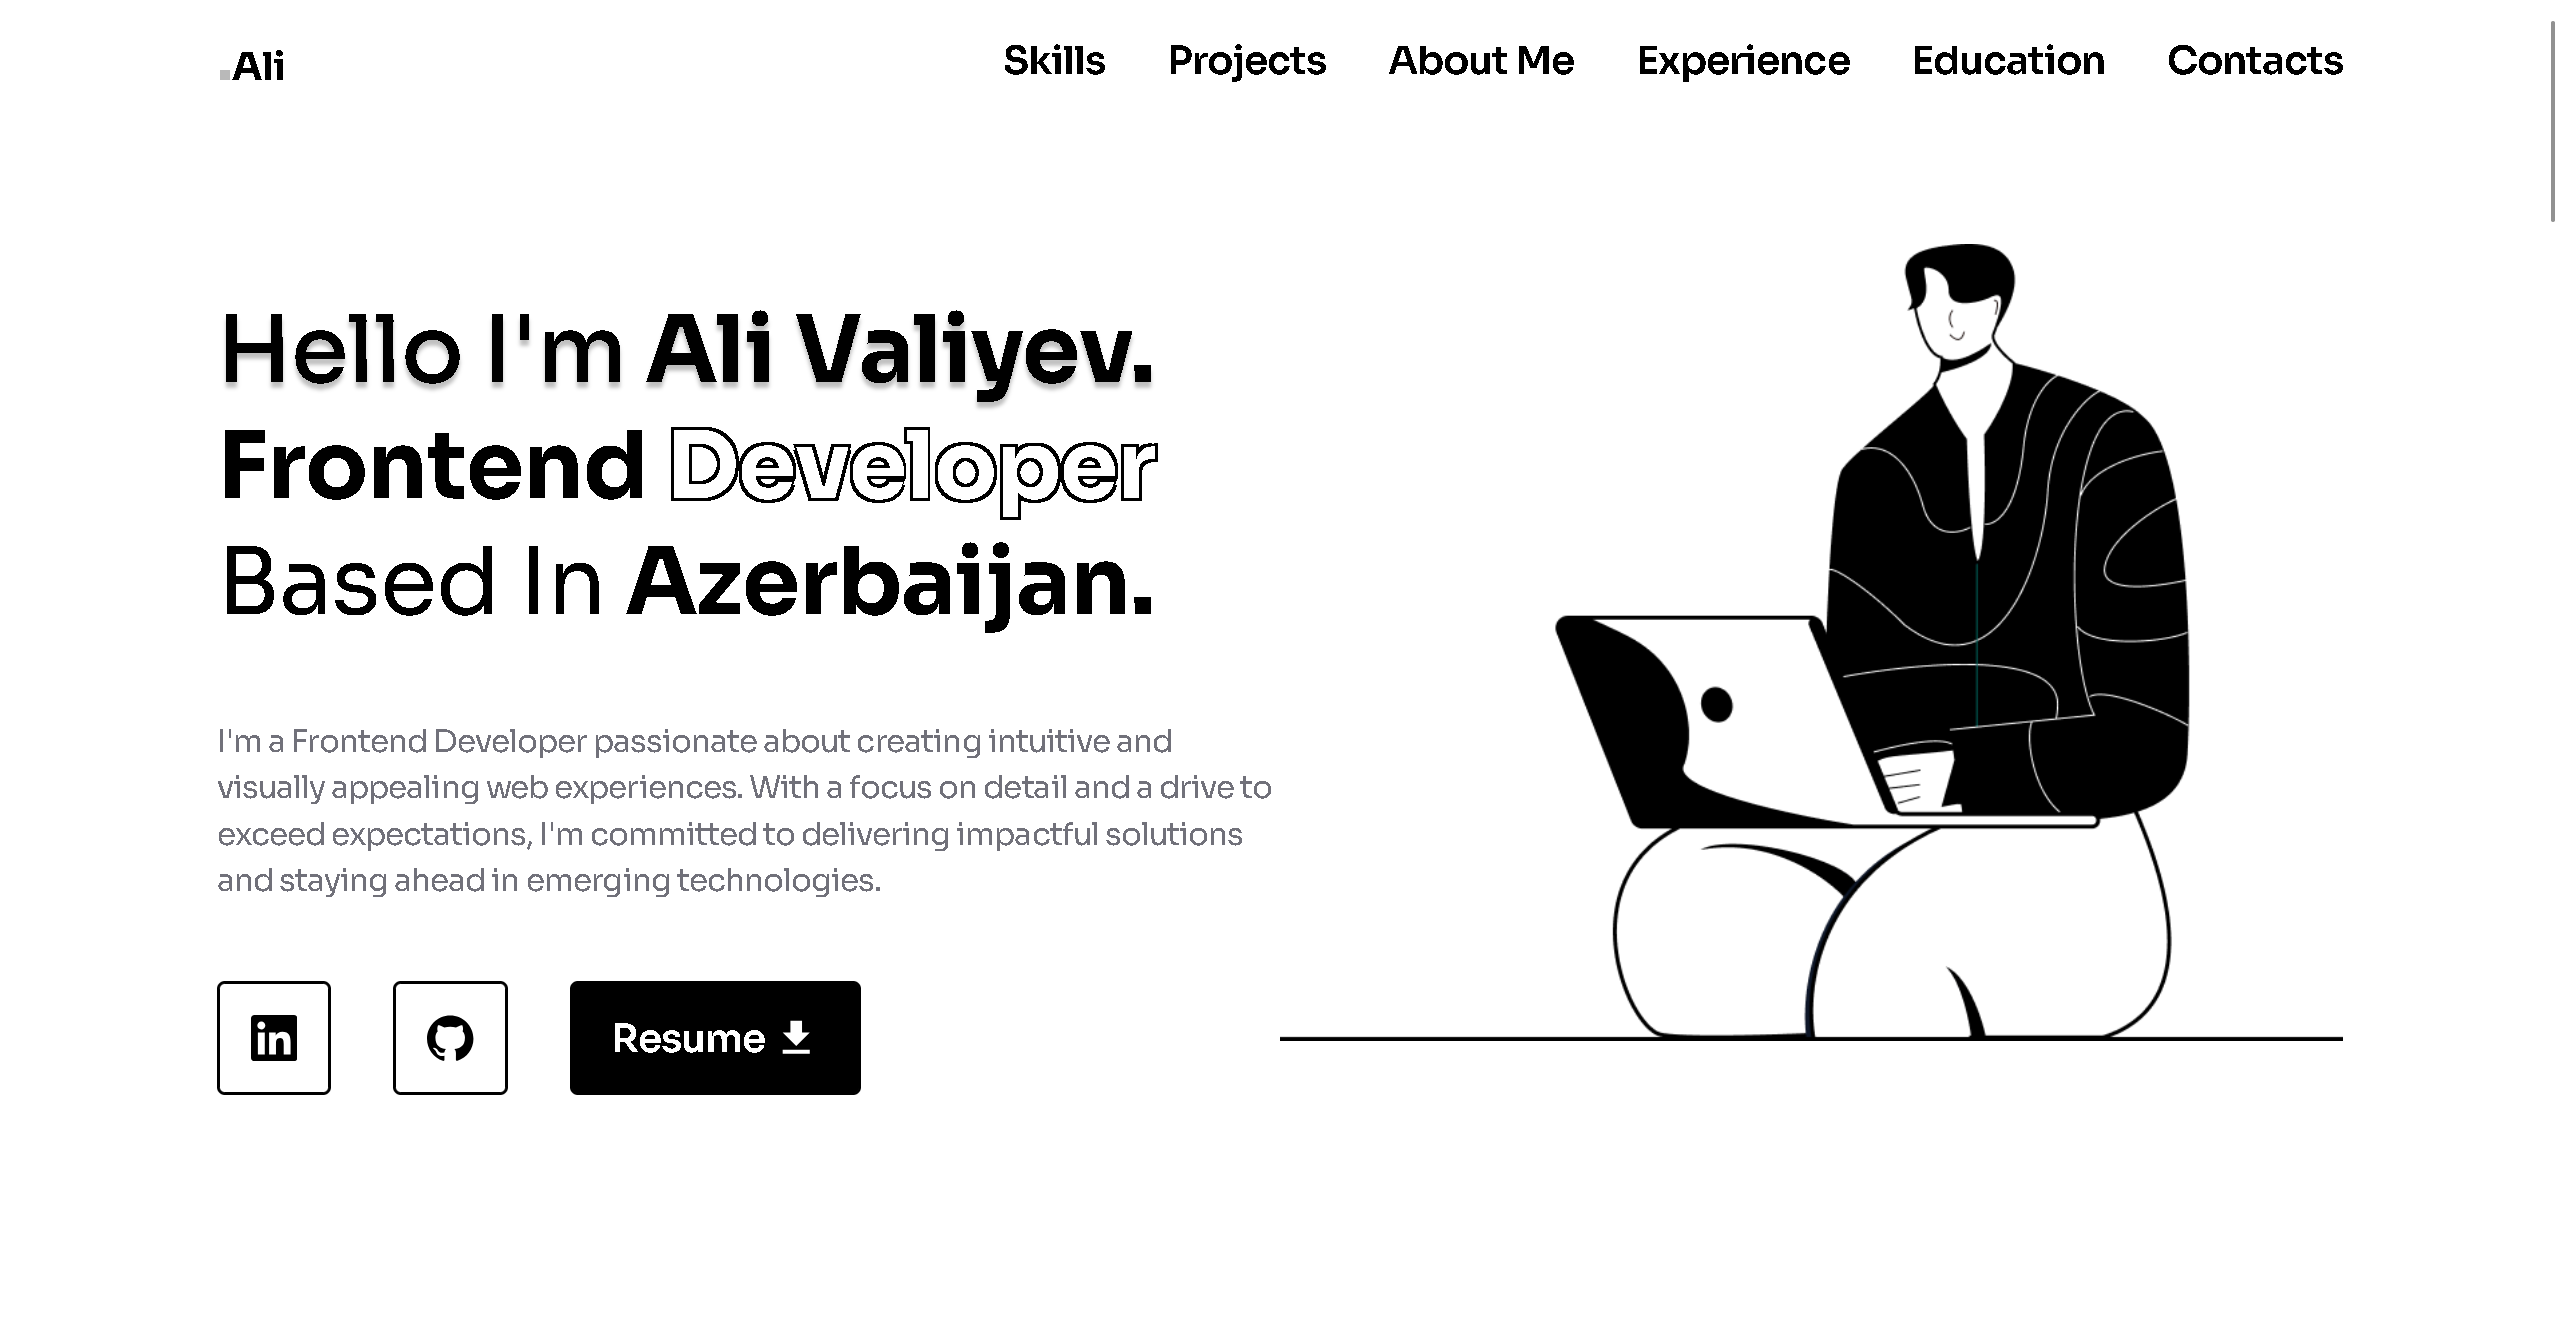 .Ali
Skills Projects About Me Experience Education Contacts
Hello I'm Ali Valiyev.
Frontend Developer
Based In Azerbaijan.
I'm a Frontend Developer passionate about creating intuitive and
visually appealing web experiences. With a focus on detail and a drive to
exceed expectations, I'm committed to delivering impactful solutions
and staying ahead in emerging technologies.
in
Resume